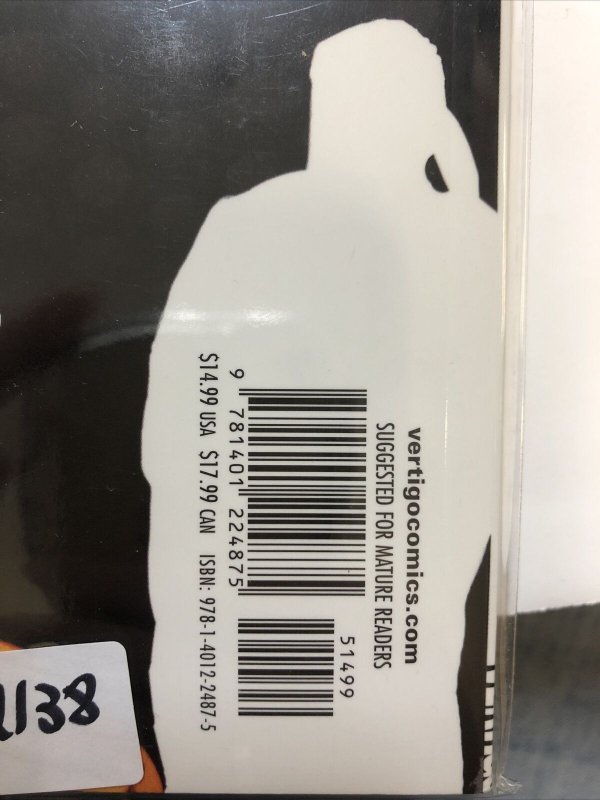 vertigocomics.com
SUGGESTED FOR MATURE READERS
51499
9 781401 224875
$14.99 USA $17.99 CAN ISBN: 978-1-4012-2487-5
1138